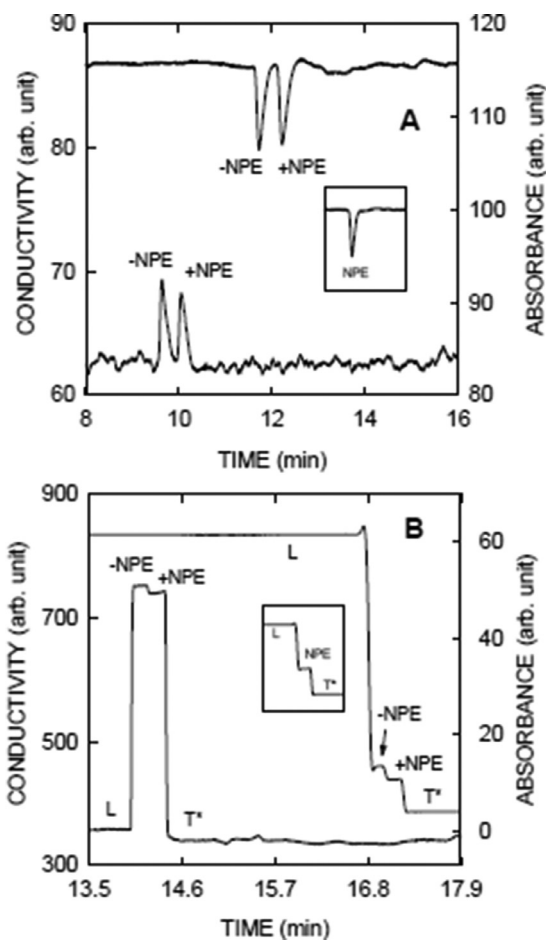 90
120
A
CONDUCTIVITY (arb. unit)
ABSORBANCE (arb. unit)
80
110
-NPE +NPE
100
NPE
70
-NPE
+NPE
90
60
80
8 10 12 14 16
TIME (min)
900
B
60
L
-NPE
+NPE
CONDUCTIVITY (arb. unit)
ABSORBANCE (arb. unit)
700
L
NPE
T*
40
-NPE
500
20
+NPE
L
T*
T*
0
300
13.5 14.6 15.7 16.8 17.9
TIME (min)